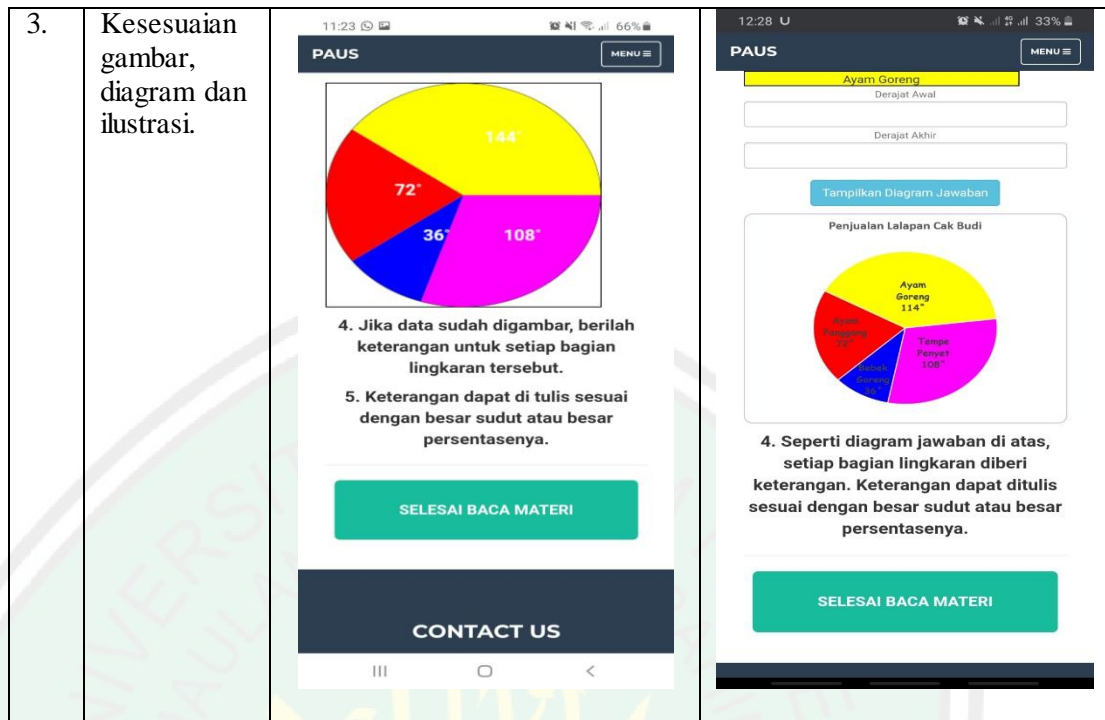 3.
Kesesuaian
gambar,
diagram dan
ilustrasi.
11:23
66%
PAUS
MENU ≡
144°
72°
36°
108°
4. Jika data sudah digambar, berilah
keterangan untuk setiap bagian
lingkaran tersebut.
5. Keterangan dapat di tulis sesuai
dengan besar sudut atau besar
persentasenya.
SELESAI BACA MATERI
CONTACT US
12:28 U
33%
PAUS
MENU ≡
Ayam Goreng
Derajat Awal
Derajat Akhir
Tampilkan Diagram Jawaban
Penjualan Lalapan Cak Budi
Ayam
Goreng
114°
Ayam
Panggang
72°
Tempe
Penyet
108°
Bebek
Goreng
36°
4. Seperti diagram jawaban di atas,
setiap bagian lingkaran diberi
keterangan. Keterangan dapat ditulis
sesuai dengan besar sudut atau besar
persentasenya.
SELESAI BACA MATERI